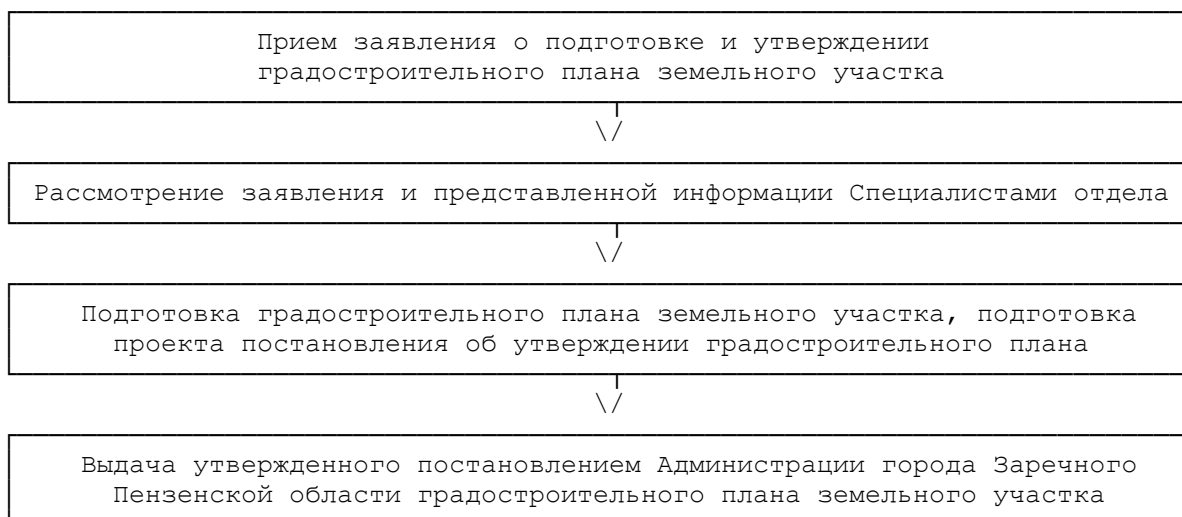 Прием заявления о подготовке и утверждении
градостроительного плана земельного участка
\/
Рассмотрение заявления и представленной информации Специалистами отдела
\/
Подготовка градостроительного плана земельного участка, подготовка
проекта постановления об утверждении градостроительного плана
\/
Выдача утвержденного постановлением Администрации города Заречного
Пензенской области градостроительного плана земельного участка